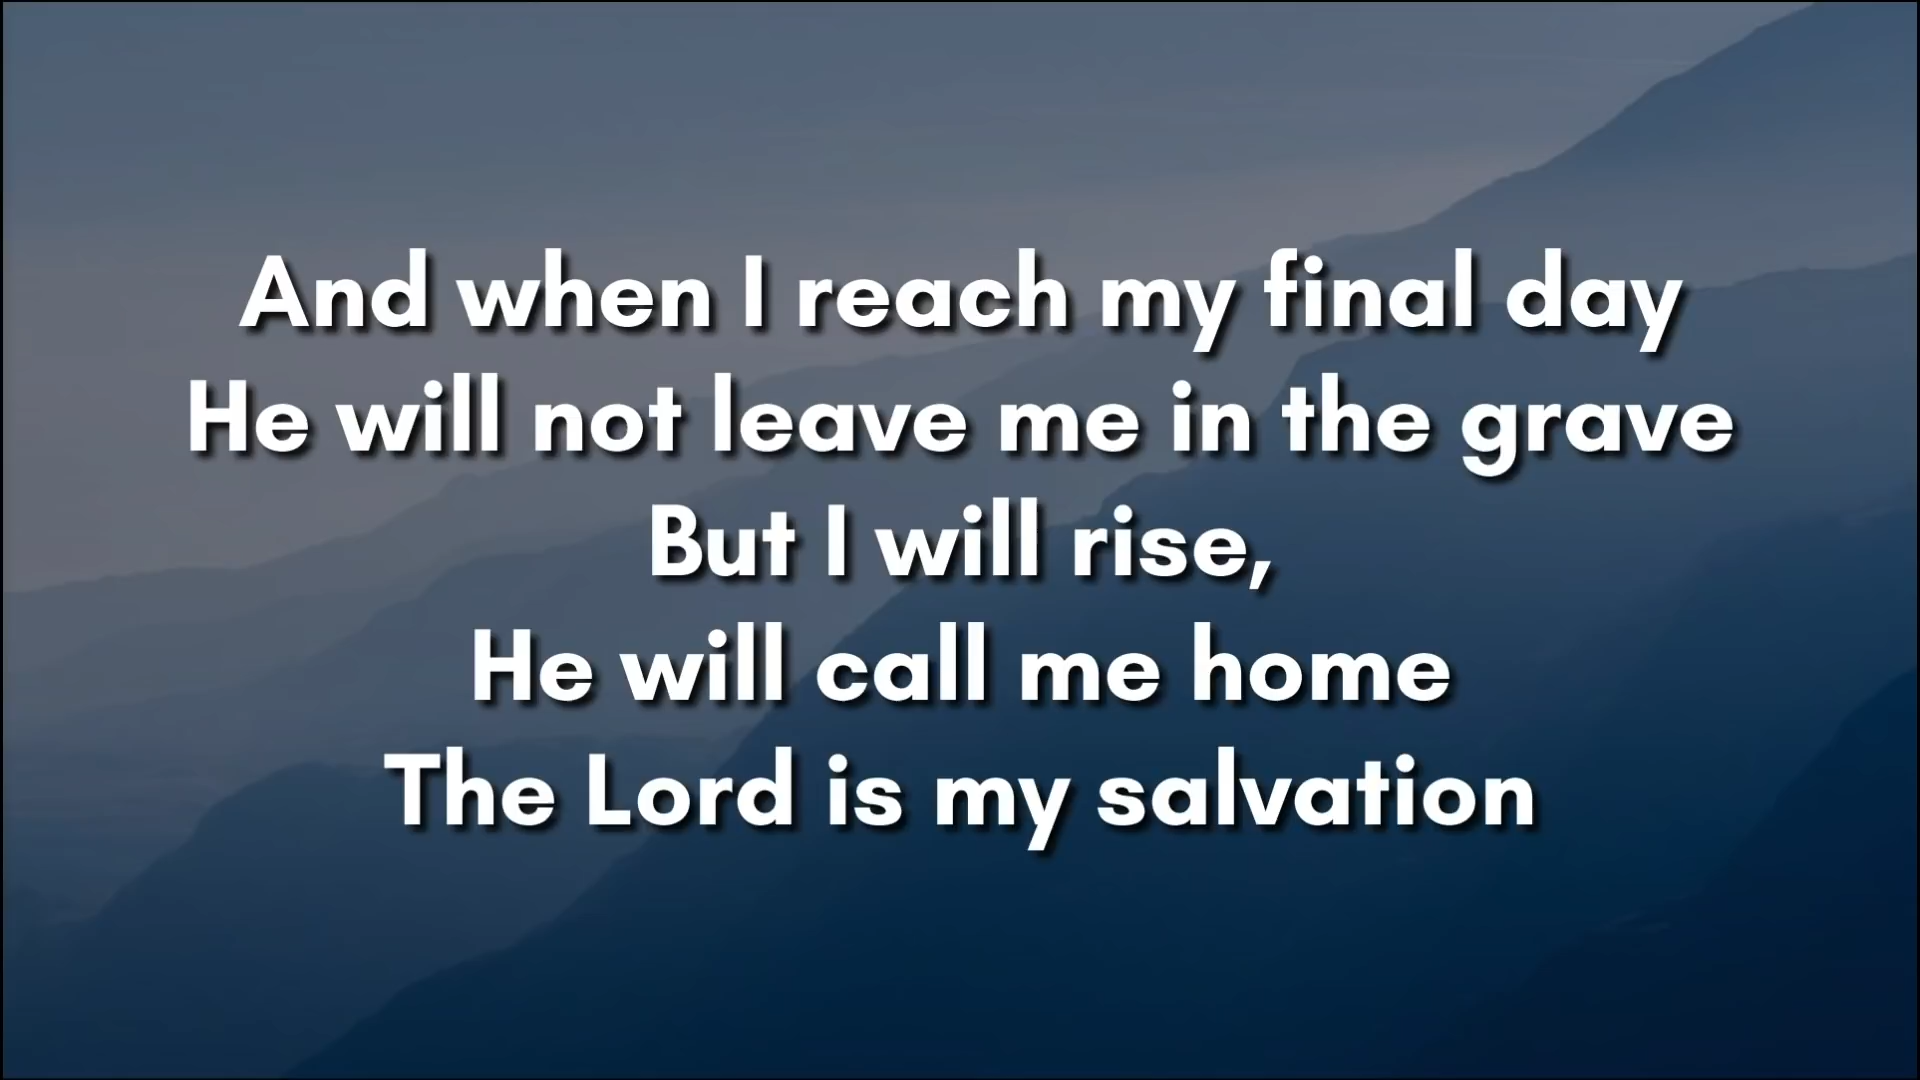 And when I reach my final day
He will not leave me in the grave
But I will rise,
He will call me home
The Lord is my salvation